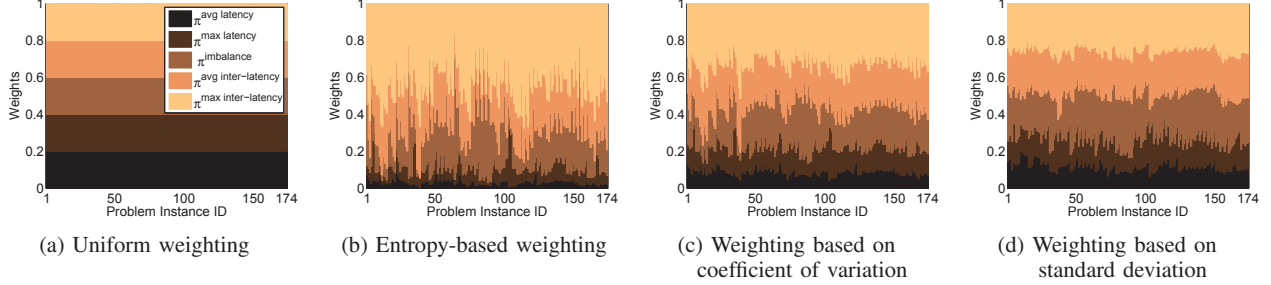 1
0.8
0.6
0.4
0.2
0
Weights
1 50 100 150 174
Problem Instance ID
π^avg latency
π^max latency
π^imbalance
π^avg inter−latency
π^max inter−latency
(a) Uniform weighting
1
0.8
0.6
0.4
0.2
0
Weights
1 50 100 150 174
Problem Instance ID
(b) Entropy-based weighting
1
0.8
0.6
0.4
0.2
0
Weights
1 50 100 150 174
Problem Instance ID
(c) Weighting based on
coefficient of variation
1
0.8
0.6
0.4
0.2
0
Weights
1 50 100 150 174
Problem Instance ID
(d) Weighting based on
standard deviation